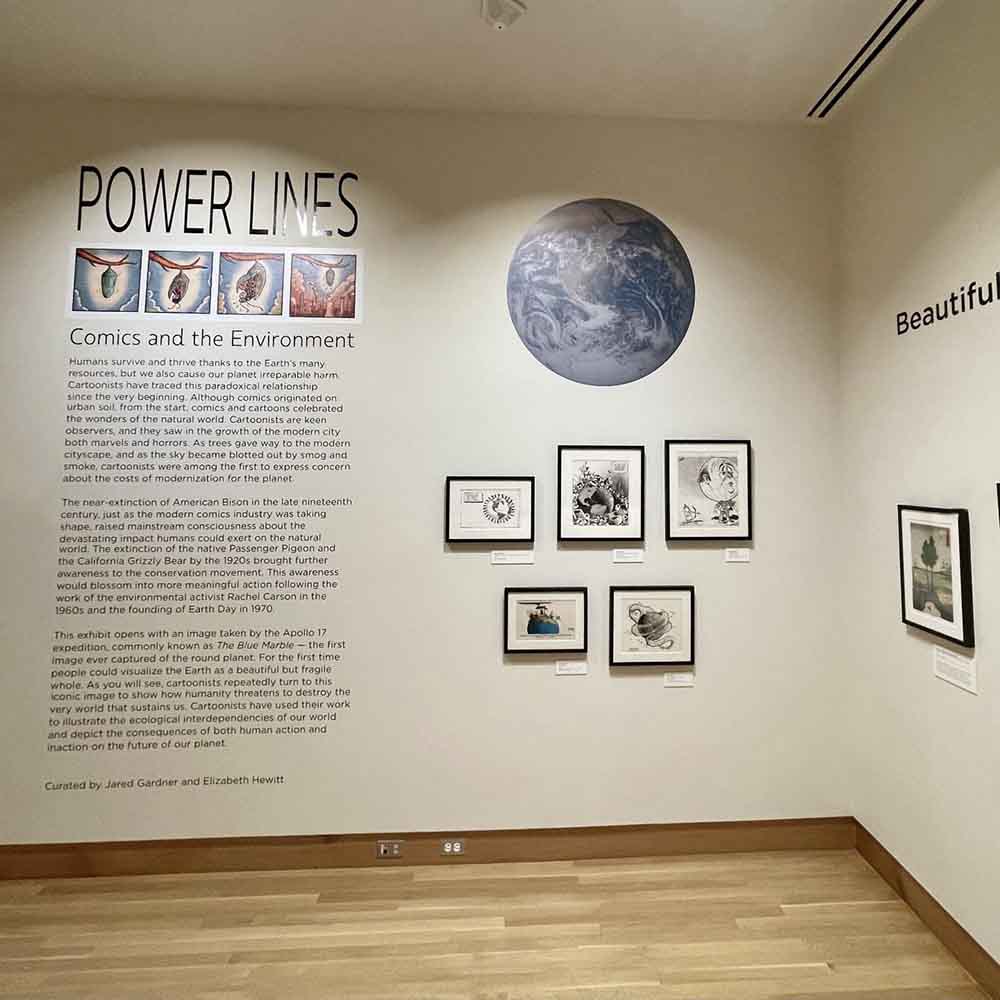 POWER LINES
Comics and the Environment
Humans survive and thrive thanks to the Earth's many
resources, but we also cause our planet irreparable harm.
Cartoonists have traced this paradoxical relationship
since the very beginning. Although comics originated on
urban soil, from the start, comics and cartoons celebrated
the wonders of the natural world. Cartoonists are keen
observers, and they saw in the growth of the modern city
both marvels and horrors. As trees gave way to the modern
cityscape, and as the sky became blotted out by smog and
smoke, cartoonists were among the first to express concern
about the costs of modernization for the planet.
The near-extinction of American Bison in the late nineteenth
century, just as the modern comics industry was taking
shape, raised mainstream consciousness about the
devastating impact humans could exert on the natural
world. The extinction of the native Passenger Pigeon and
the California Grizzly Bear by the 1920s brought further
awareness to the conservation movement. This awareness
would blossom into more meaningful action following the
work of the environmental activist Rachel Carson in the
1960s and the founding of Earth Day in 1970.
This exhibit opens with an image taken by the Apollo 17
expedition, commonly known as The Blue Marble — the first
image ever captured of the round planet. For the first time
people could visualize the Earth as a beautiful but fragile
whole. As you will see, cartoonists repeatedly turn to this
iconic image to show how humanity threatens to destroy the
very world that sustains us. Cartoonists have used their work
to illustrate the ecological interdependencies of our world
and depict the consequences of both human action and
inaction on the future of our planet.
Curated by Jared Gardner and Elizabeth Hewitt
Beautiful